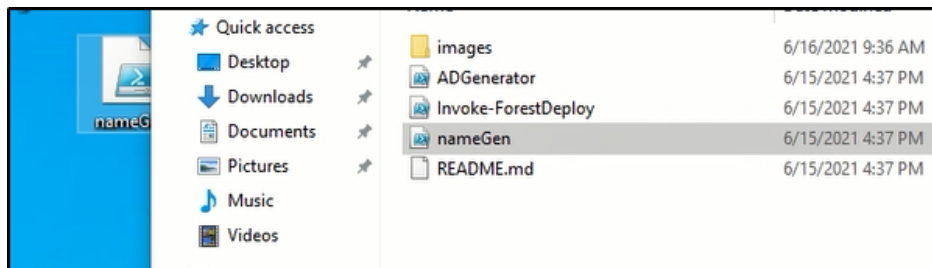 Quick access
Desktop
Downloads
Documents
Pictures
Music
Videos
nameG
images 6/16/2021 9:36 AM
ADGenerator 6/15/2021 4:37 PM
Invoke-ForestDeploy 6/15/2021 4:37 PM
nameGen 6/15/2021 4:37 PM
README.md 6/15/2021 4:37 PM